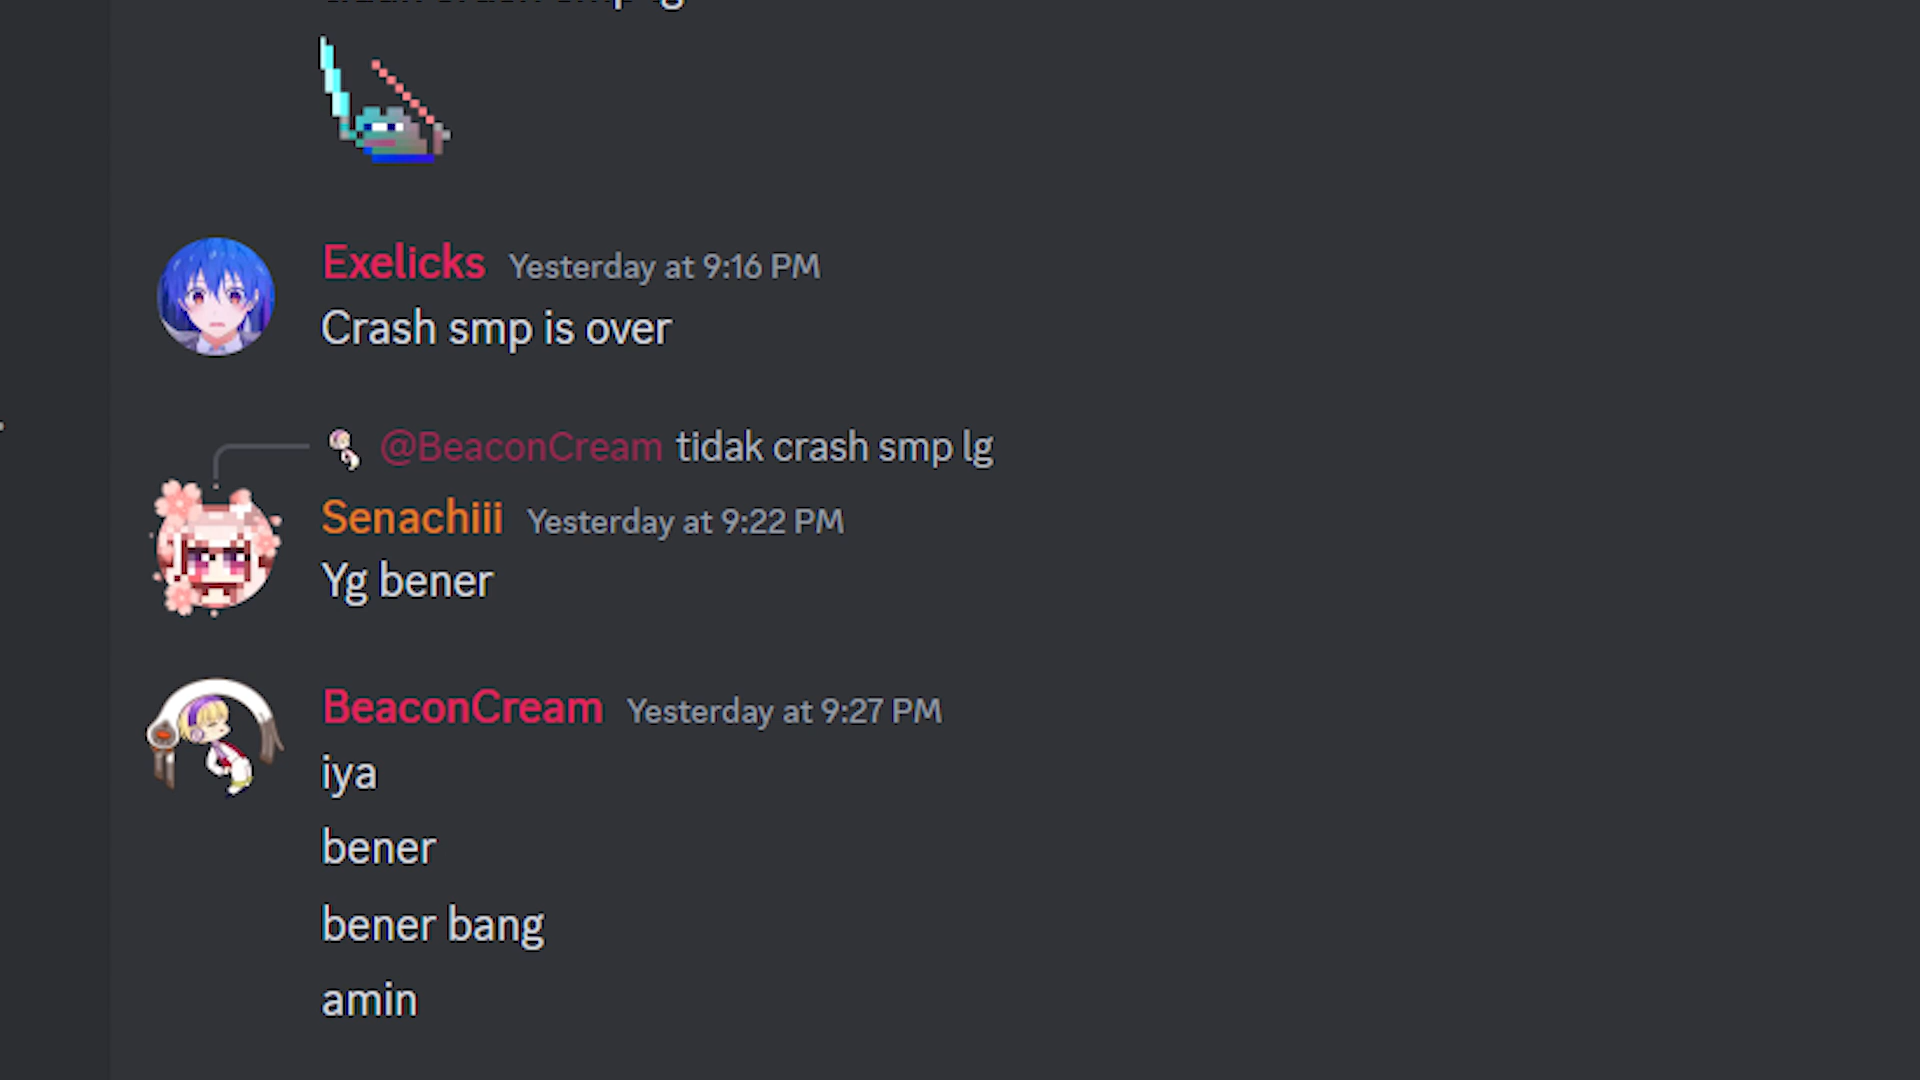 Exelicks Yesterday at 9:16 PM
Crash smp is over
@BeaconCream tidak crash smp lg
Senachiii Yesterday at 9:22 PM
Yg bener
BeaconCream Yesterday at 9:27 PM
iya
bener
bener bang
amin